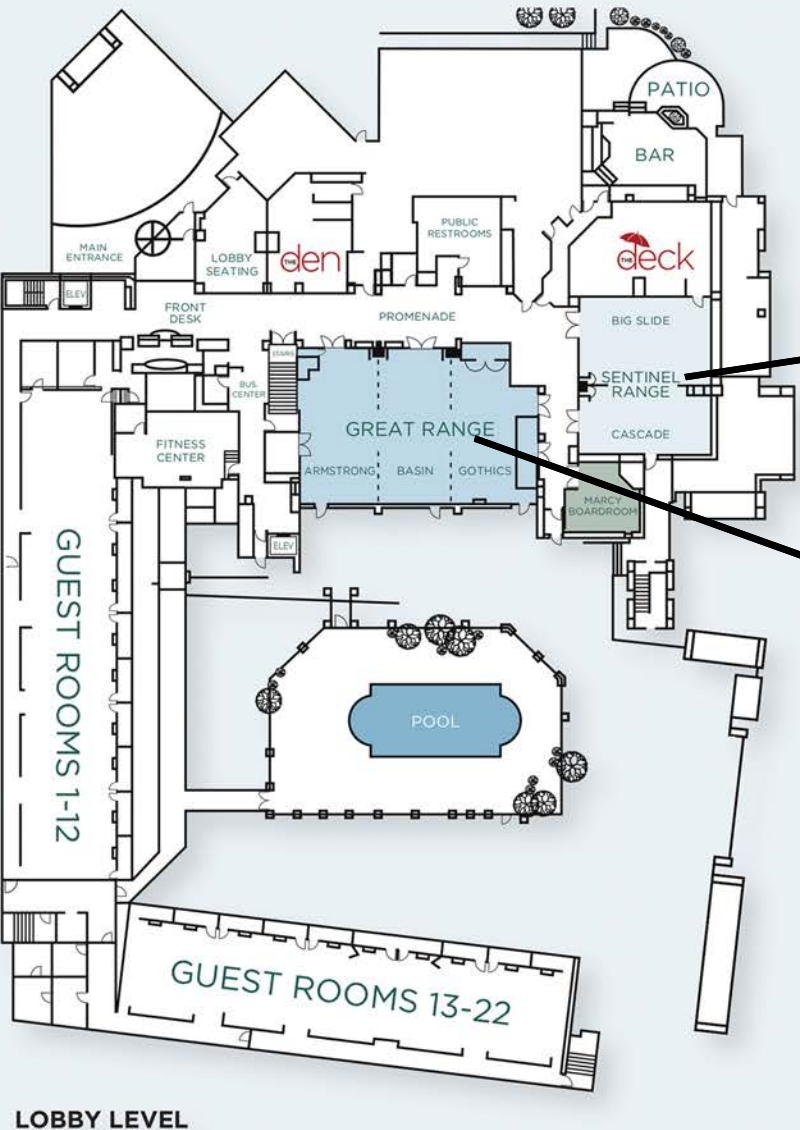 PATIO
BAR
PUBLIC
RESTROOMS
MAIN
ENTRANCE
LOBBY
SEATING
THE den
THE deck
ELEV
FRONT
DESK
PROMENADE
BIG SLIDE
STAIRS
BUS.
CENTER
SENTINEL
RANGE
GREAT RANGE
CASCADE
FITNESS
CENTER
ARMSTRONG
BASIN
GOTHICS
MARCY
BOARDROOM
ELEV
GUEST ROOMS 1-12
POOL
GUEST ROOMS 13-22
LOBBY LEVEL